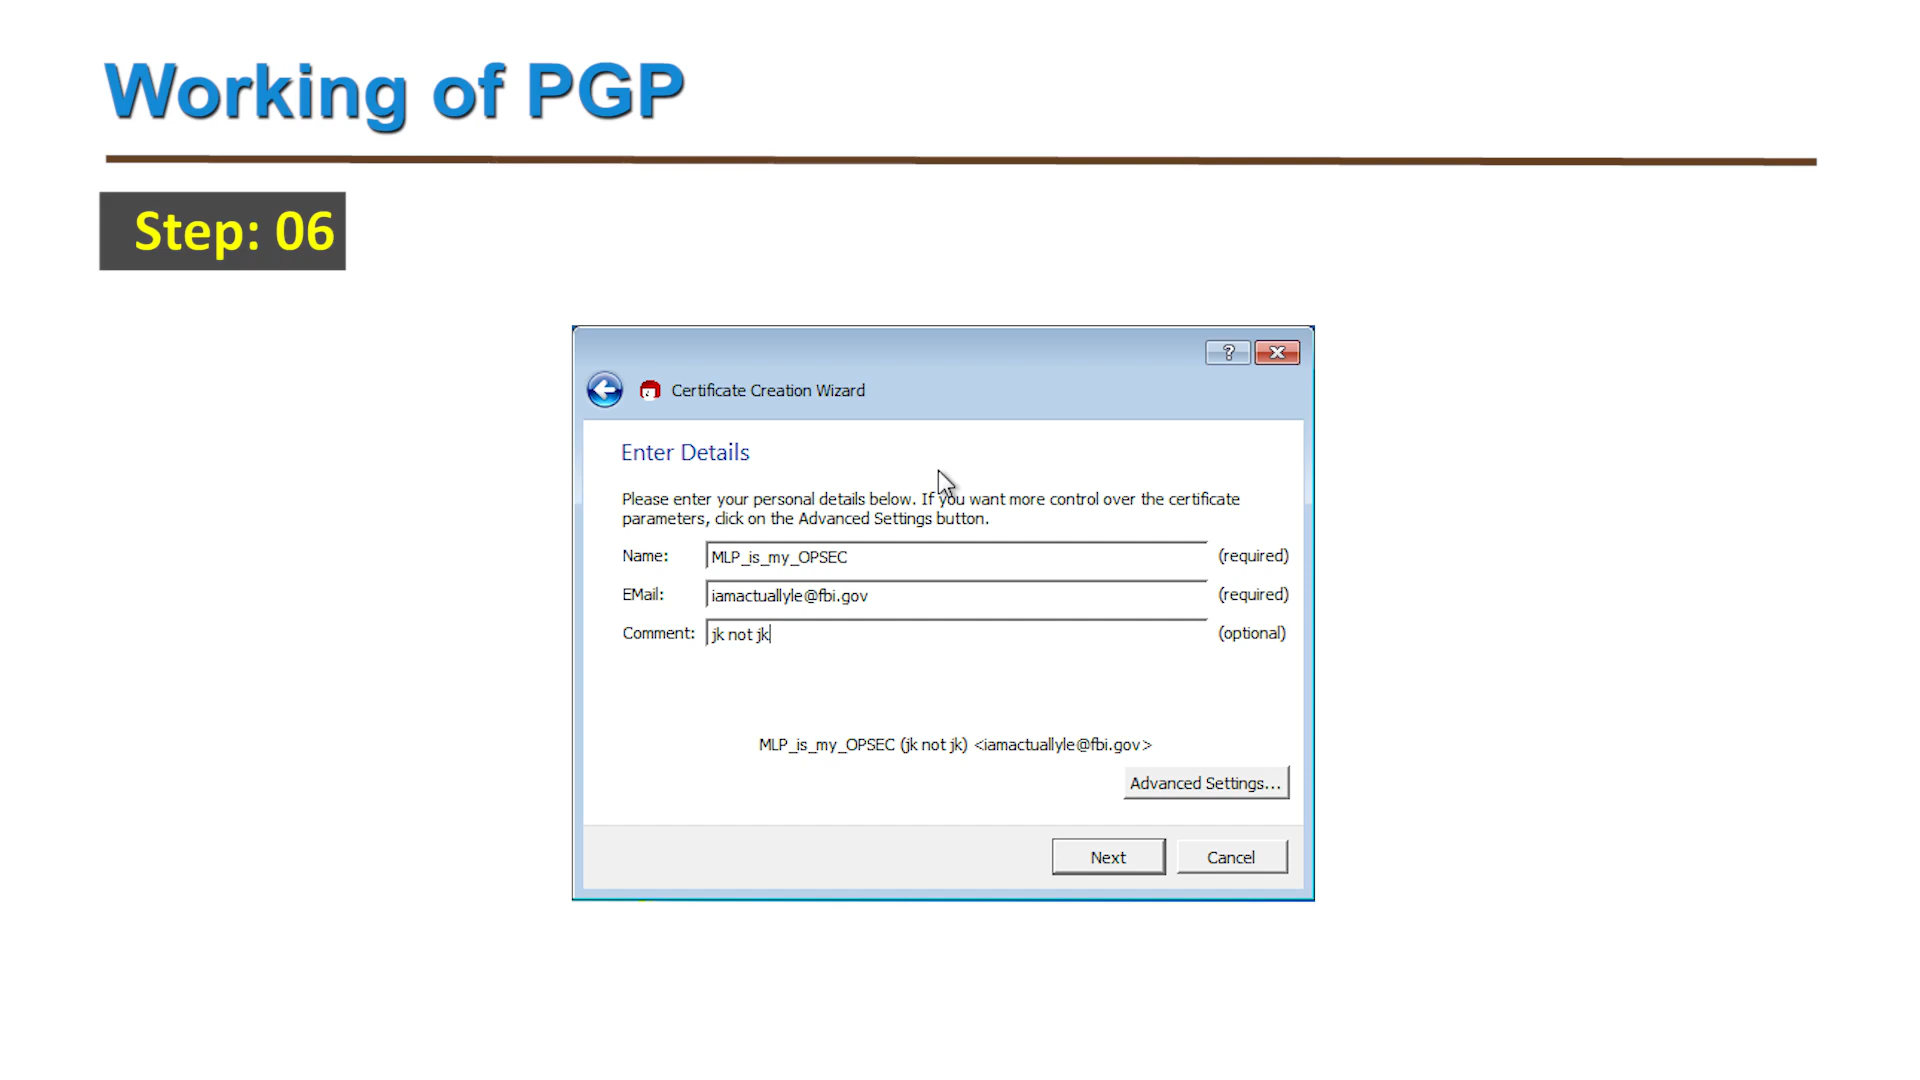 Working of PGP
Step: 06
Certificate Creation Wizard
Enter Details
Please enter your personal details below. If you want more control over the certificate
parameters, click on the Advanced Settings button.
Name: MLP_is_my_OPSEC (required)
EMail: iamactuallyle@fbi.gov (required)
Comment: jk not jk (optional)
MLP_is_my_OPSEC (jk not jk) <iamactuallyle@fbi.gov>
Advanced Settings...
Next Cancel